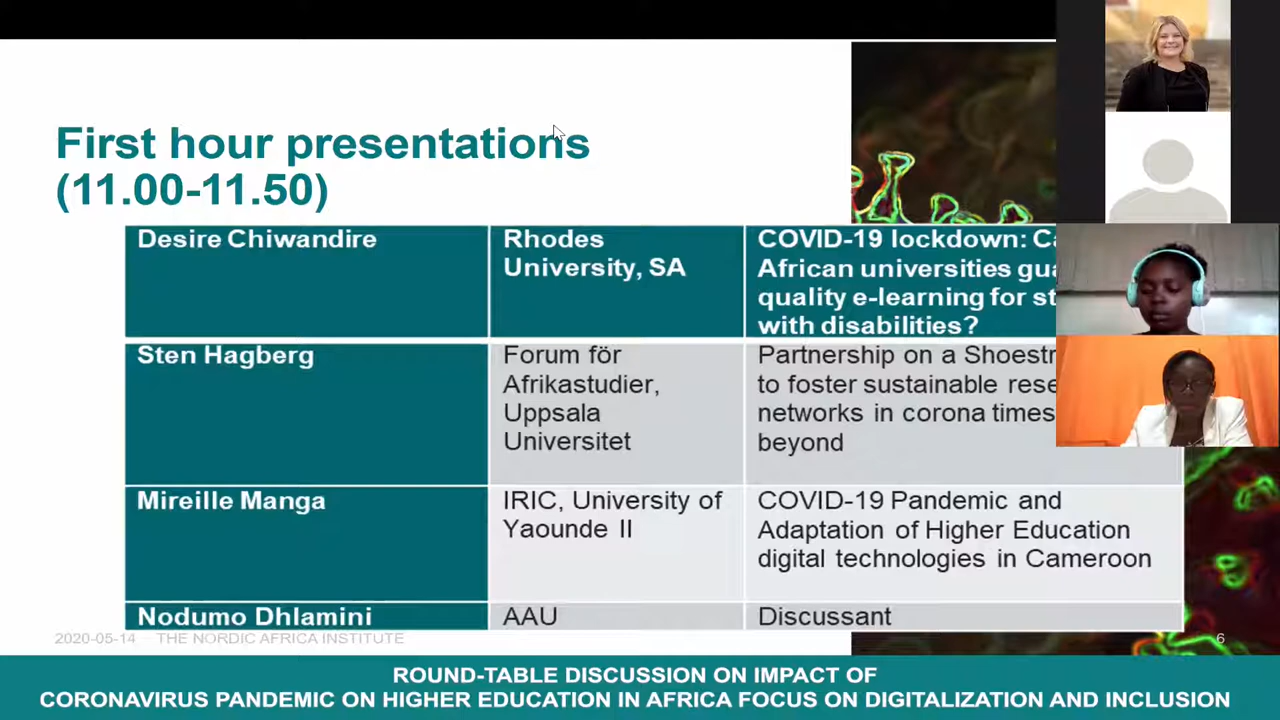 First hour presentations
(11.00-11.50)
Desire Chiwandire
Rhodes
University, SA
COVID-19 lockdown:
African universities
quality e-learning for
with disabilities?
Sten Hagberg
Forum för
Afrikastudier,
Uppsala
Universitet
Partnership on a
to foster sustainable
networks in corona times
beyond
Mireille Manga
IRIC, University of
Yaounde II
COVID-19 Pandemic and
Adaptation of Higher Education
digital technologies in Cameroon
Nodumo Dhlamini
AAU
Discussant
2020-05-14 THE NORDIC AFRICA INSTITUTE
6
ROUND-TABLE DISCUSSION ON IMPACT OF
CORONAVIRUS PANDEMIC ON HIGHER EDUCATION IN AFRICA FOCUS ON DIGITALIZATION AND INCLUSION